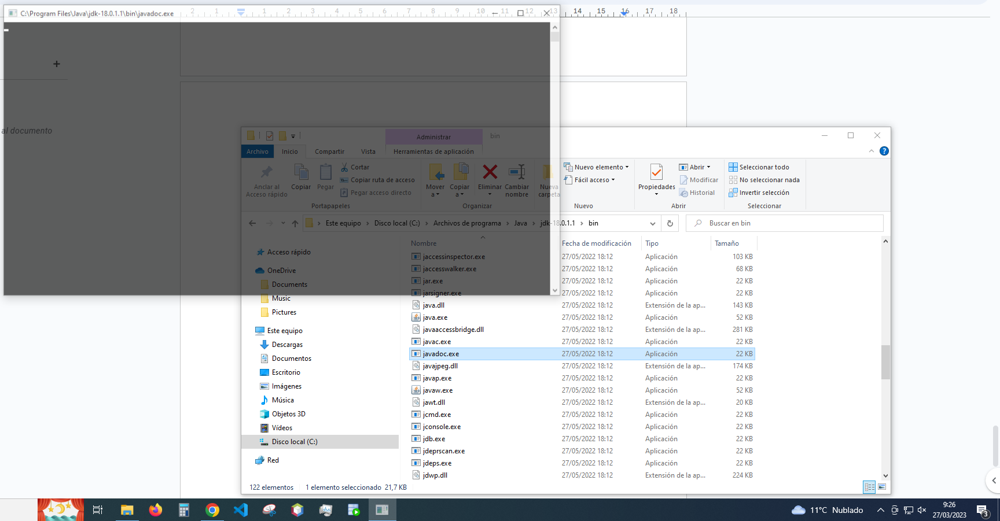 C:\Program Files\Java\jdk-18.0.1.1\bin\javadoc.exe
2 1 1 2 3 4 5 6 7 8 9 10 11 12 13 14 15 16 17 18
al documento
Administrar bin
Archivo Inicio Compartir Vista Herramientas de aplicación
Anclar al Acceso rápido
Copiar
Pegar
Cortar
Copiar ruta de acceso
Pegar acceso directo
Portapapeles
Mover a
Copiar a
Eliminar
Cambiar nombre
Organizar
Nueva carpeta
Nuevo elemento
Fácil acceso
Nuevo
Propiedades
Abrir
Modificar
Historial
Abrir
Seleccionar todo
No seleccionar nada
Invertir selección
Seleccionar
Este equipo › Disco local (C:) › Archivos de programa › Java › jdk-18.0.1.1 › bin
Buscar en bin
Acceso rápido
OneDrive
Documents
Music
Pictures
Este equipo
Descargas
Documentos
Escritorio
Imágenes
Música
Objetos 3D
Vídeos
Disco local (C:)
Red
Nombre Fecha de modificación Tipo Tamaño
jaccessinspector.exe 27/05/2022 18:12 Aplicación 103 KB
jaccesswalker.exe 27/05/2022 18:12 Aplicación 68 KB
jar.exe 27/05/2022 18:12 Aplicación 22 KB
jarsigner.exe 27/05/2022 18:12 Aplicación 22 KB
java.dll 27/05/2022 18:12 Extensión de la ap... 143 KB
java.exe 27/05/2022 18:12 Aplicación 52 KB
javaaccessbridge.dll 27/05/2022 18:12 Extensión de la ap... 281 KB
javac.exe 27/05/2022 18:12 Aplicación 22 KB
javadoc.exe 27/05/2022 18:12 Aplicación 22 KB
javajpeg.dll 27/05/2022 18:12 Extensión de la ap... 174 KB
javap.exe 27/05/2022 18:12 Aplicación 22 KB
javaw.exe 27/05/2022 18:12 Aplicación 52 KB
jawt.dll 27/05/2022 18:12 Extensión de la ap... 20 KB
jcmd.exe 27/05/2022 18:12 Aplicación 22 KB
jconsole.exe 27/05/2022 18:12 Aplicación 22 KB
jdb.exe 27/05/2022 18:12 Aplicación 22 KB
jdeprscan.exe 27/05/2022 18:12 Aplicación 22 KB
jdeps.exe 27/05/2022 18:12 Aplicación 22 KB
jdwp.dll 27/05/2022 18:12 Extensión de la ap... 224 KB
122 elementos 1 elemento seleccionado 21,7 KB
11°C Nublado
9:26
27/03/2023
3